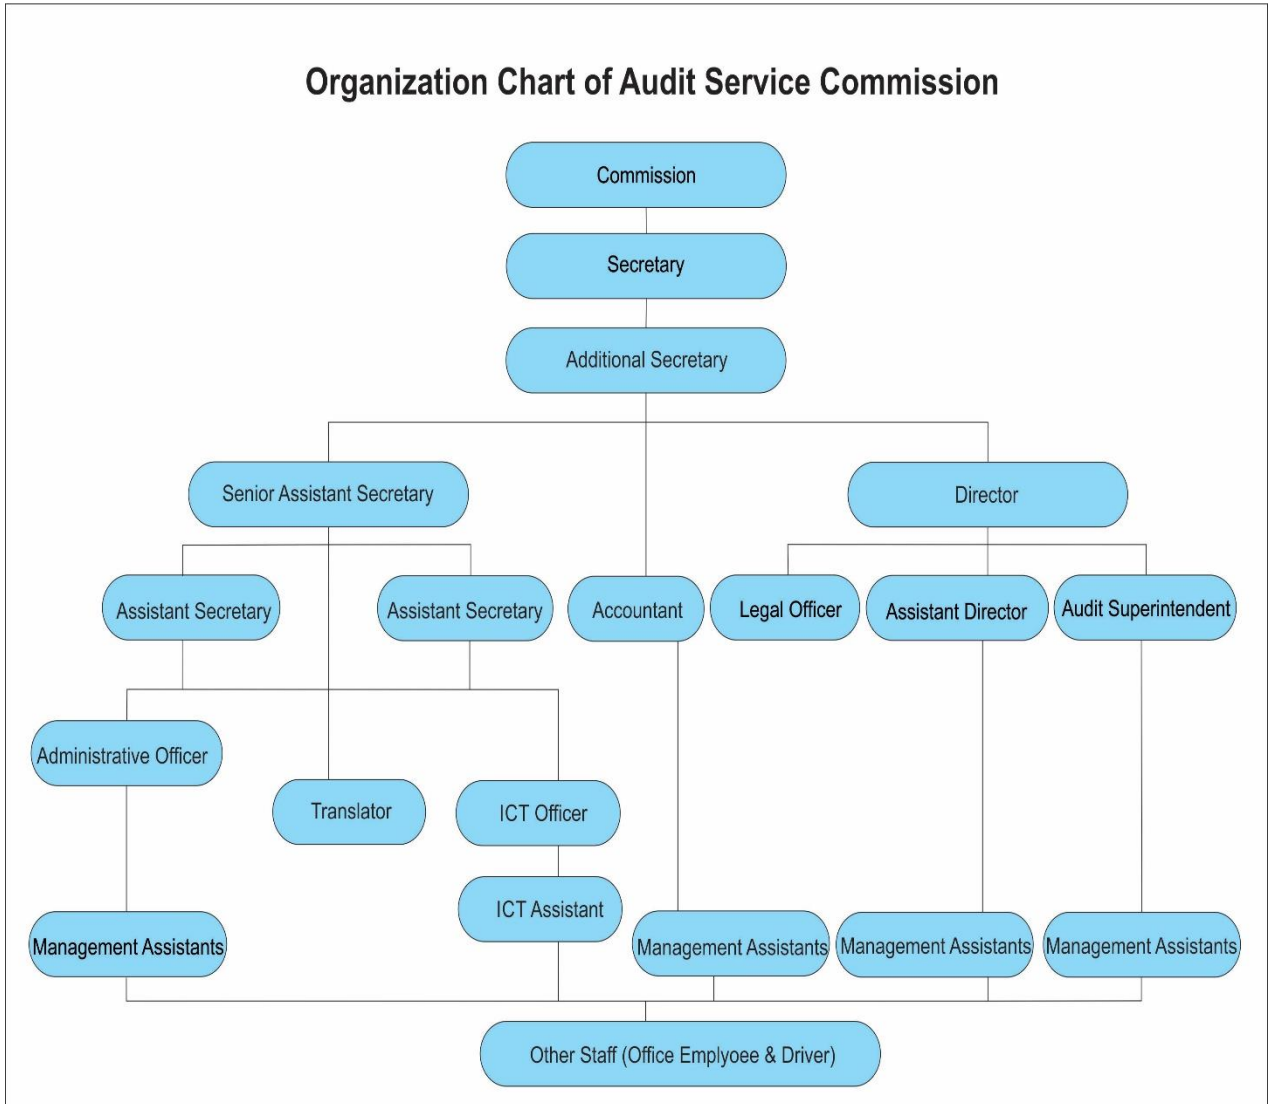 Organization Chart of Audit Service Commission
Commission
Secretary
Additional Secretary
Senior Assistant Secretary
Director
Assistant Secretary
Assistant Secretary
Accountant
Legal Officer
Assistant Director
Audit Superintendent
Administrative Officer
Translator
ICT Officer
ICT Assistant
Management Assistants
Management Assistants
Management Assistants
Management Assistants
Other Staff (Office Emplyoee & Driver)